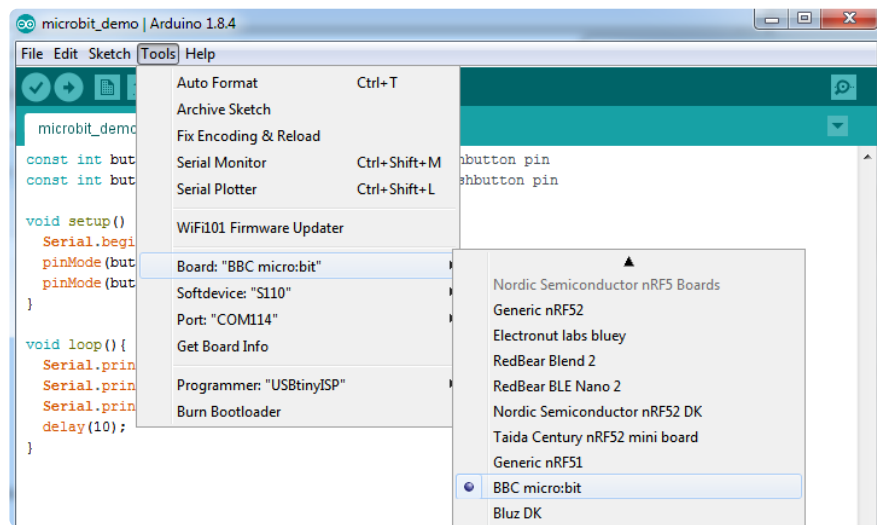 microbit_demo | Arduino 1.8.4
File Edit Sketch Tools Help
microbit_demo
Auto Format Ctrl+T
Archive Sketch
Fix Encoding & Reload
Serial Monitor Ctrl+Shift+M
Serial Plotter Ctrl+Shift+L
WiFi101 Firmware Updater
Board: "BBC micro:bit"
Softdevice: "S110"
Port: "COM114"
Get Board Info
Programmer: "USBtinyISP"
Burn Bootloader
const int but hbutton pin
const int but shbutton pin
void setup()
Serial.begi
pinMode(but
pinMode(but
}
void loop(){
Serial.prin
Serial.prin
Serial.prin
delay(10);
}
Nordic Semiconductor nRF5 Boards
Generic nRF52
Electronut labs bluey
RedBear Blend 2
RedBear BLE Nano 2
Nordic Semiconductor nRF52 DK
Taida Century nRF52 mini board
Generic nRF51
BBC micro:bit
Bluz DK